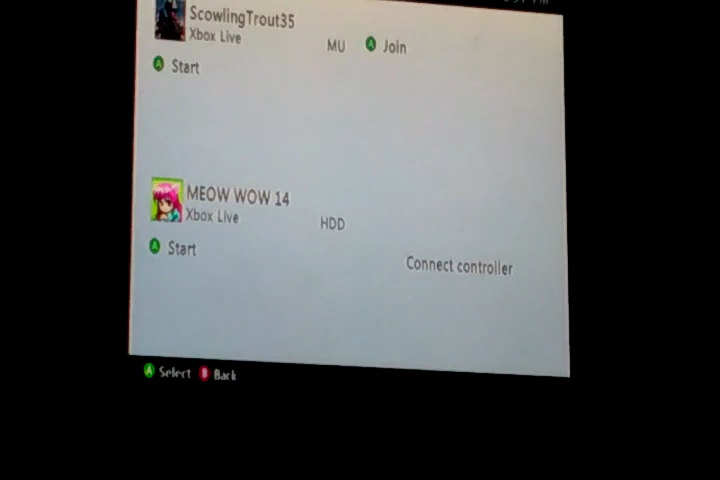 ScowlingTrout35
Xbox Live
MU
A Join
A Start
MEOW WOW 14
Xbox Live
HDD
A Start
Connect controller
A Select B Back